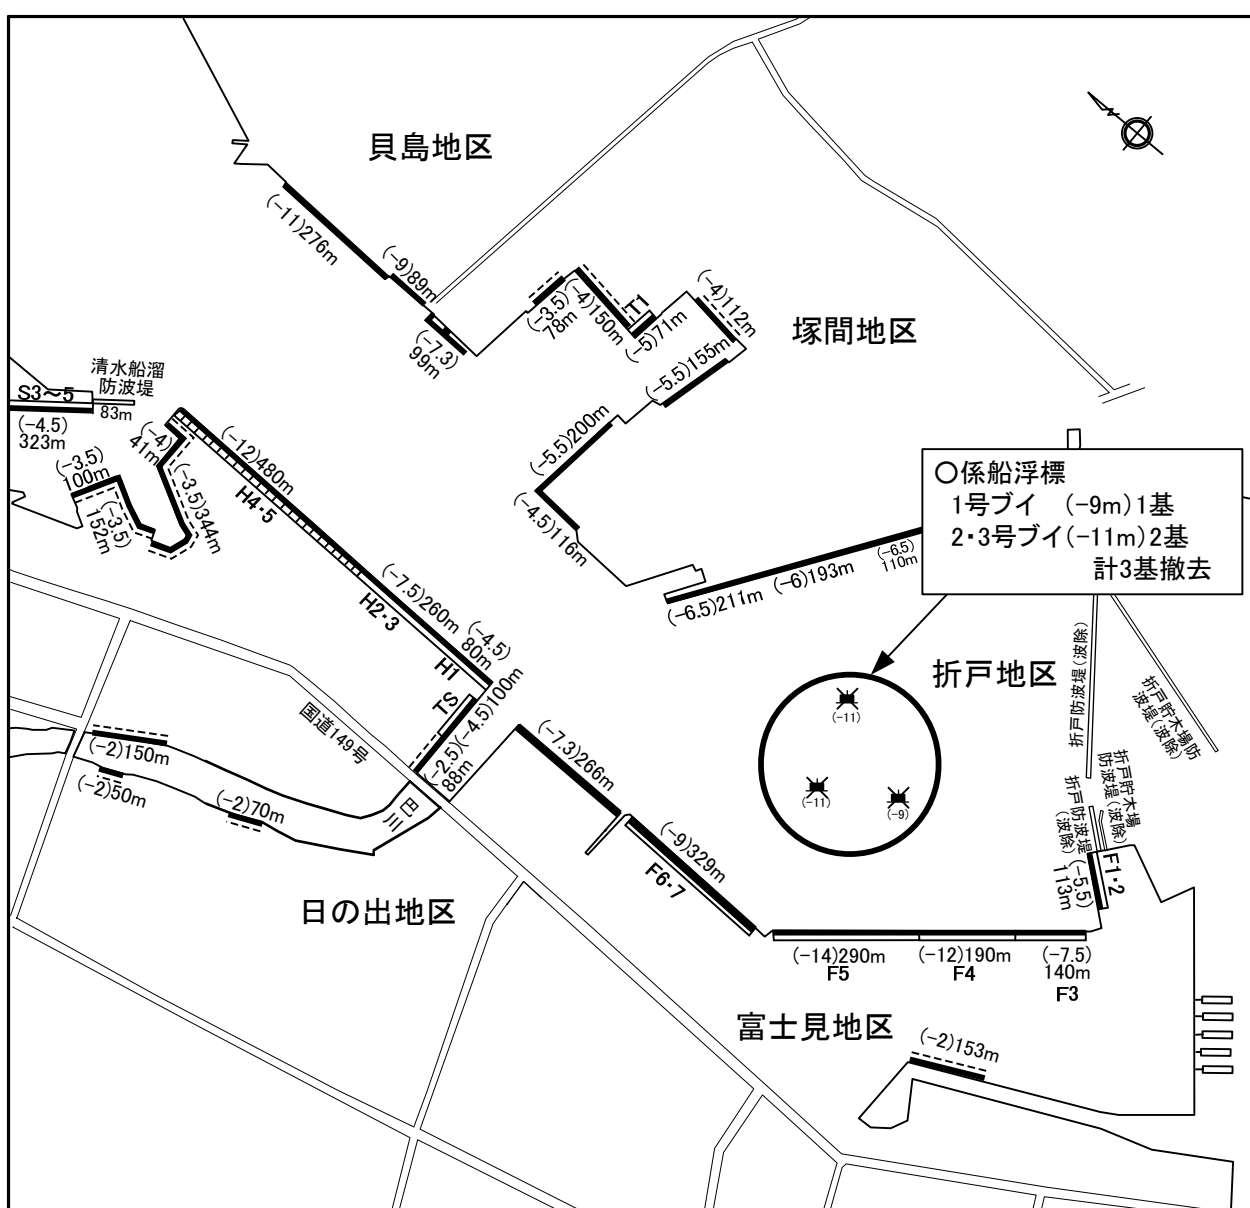 貝島地区
(-11)276m
(-9)89m
(-7.3)
99m
(-3.5)
78m
(-4)150m
T1
(-5)71m
(-4)112m
(-5.5)155m
塚間地区
(-5.5)200m
(-4.5)116m
(-6.5)211m
(-6)193m
(-6.5)
110m
清水船溜
防波堤
83m
S3~5
(-4.5)
323m
(-4)
41m
(-3.5)
100m
(-3.5)
152m
(-3.5)344m
(-12)480m
H4・5
(-7.5)260m
H2・3
(-4.5)
80m
H1
TS
(-4.5)100m
(-2.5)
88m
国道149号
(-2)150m
(-2)50m
(-2)70m
巴川
日の出地区
○係船浮標
1号ブイ (-9m)1基
2・3号ブイ(-11m)2基
計3基撤去
折戸地区
(-11)
(-11)
(-9)
折戸防波堤(波除)
折戸貯木場防
波堤(波除)
折戸貯木場
防波堤(波除)
折戸防波堤
(波除)
F1・2
(-5.5)
113m
(-7.3)266m
(-9)329m
F6・7
(-14)290m
F5
(-12)190m
F4
(-7.5)
140m
F3
富士見地区
(-2)153m